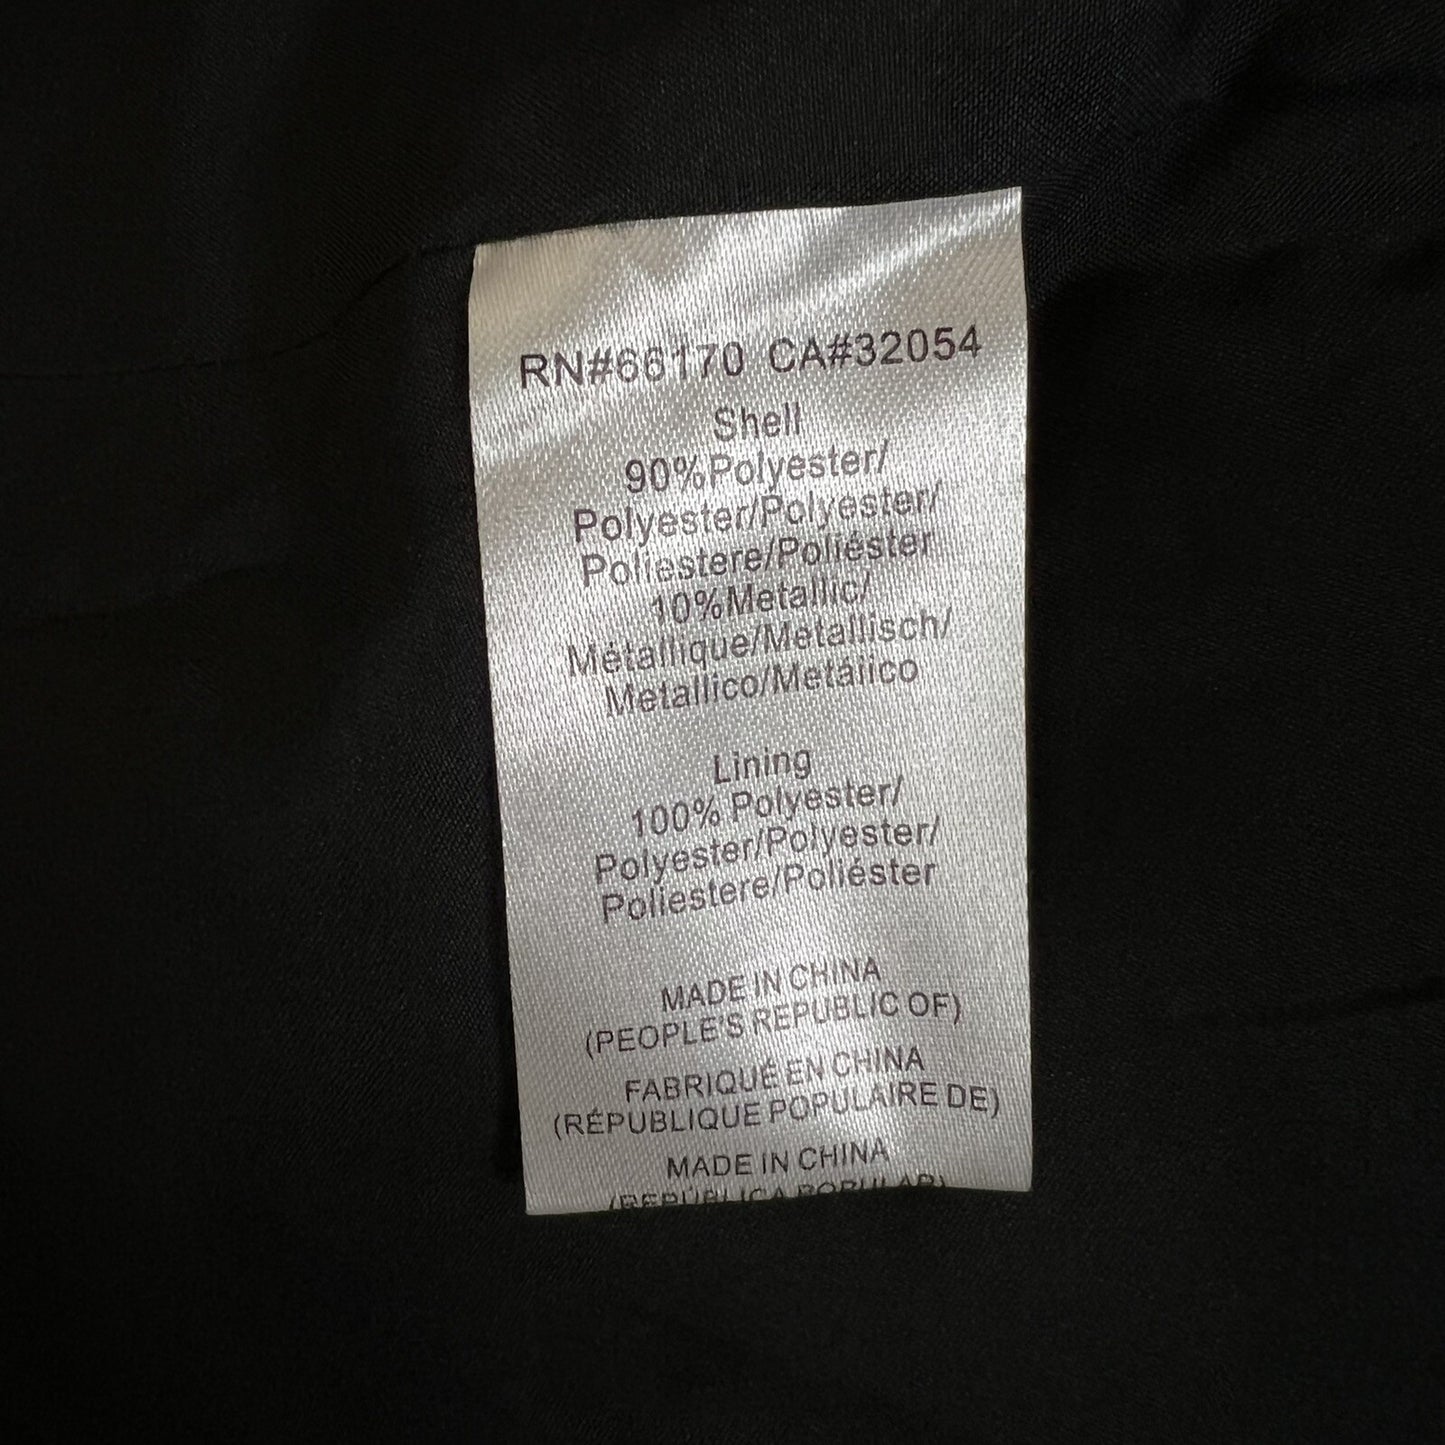 RN#66170 CA#32054
Shell
90%Polyester/
Polyester/Polyester/
Poliestere/Poliéster
10%Metallic/
Métallique/Metallisch/
Metallico/Metálico
Lining
100% Polyester/
Polyester/Polyester/
Poliestere/Poliéster
MADE IN CHINA
(PEOPLE'S REPUBLIC OF)
FABRIQUÉ EN CHINA
(RÉPUBLIQUE POPULAIRE DE)
MADE IN CHINA
(REPÚBLICA POPULAR)